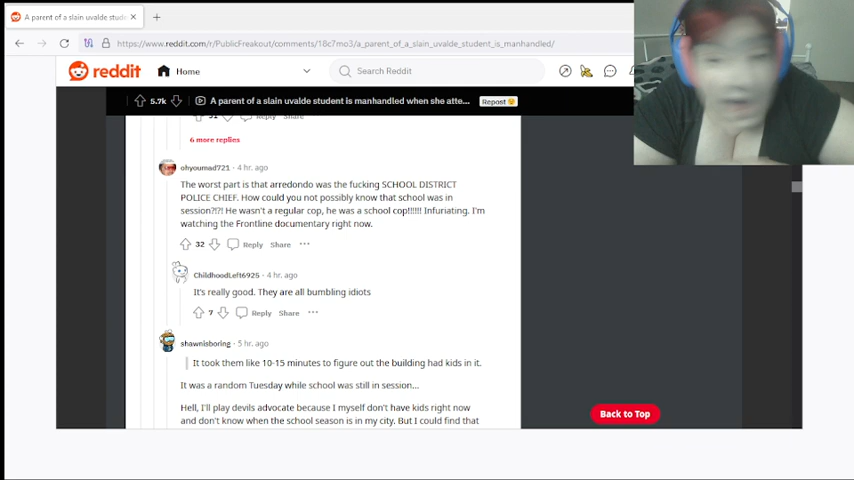 A parent of a slain uvalde stude
https://www.reddit.com/r/PublicFreakout/comments/18c7mo3/a_parent_of_a_slain_uvalde_student_is_manhandled/
reddit
Home
Search Reddit
5.7k
A parent of a slain uvalde student is manhandled when she atte...
Repost
Reply Share
6 more replies
ohyoumad721 · 4 hr. ago
The worst part is that arredondo was the fucking SCHOOL DISTRICT
POLICE CHIEF. How could you not possibly know that school was in
session?!?! He wasn't a regular cop, he was a school cop!!!!!! Infuriating. I'm
watching the Frontline documentary right now.
32 Reply Share ...
ChildhoodLeft6925 · 4 hr. ago
It's really good. They are all bumbling idiots
7 Reply Share ...
shawnisboring · 5 hr. ago
It took them like 10-15 minutes to figure out the building had kids in it.
It was a random Tuesday while school was still in session...
Hell, I'll play devils advocate because I myself don't have kids right now
and don't know when the school season is in my city. But I could find that
Back to Top